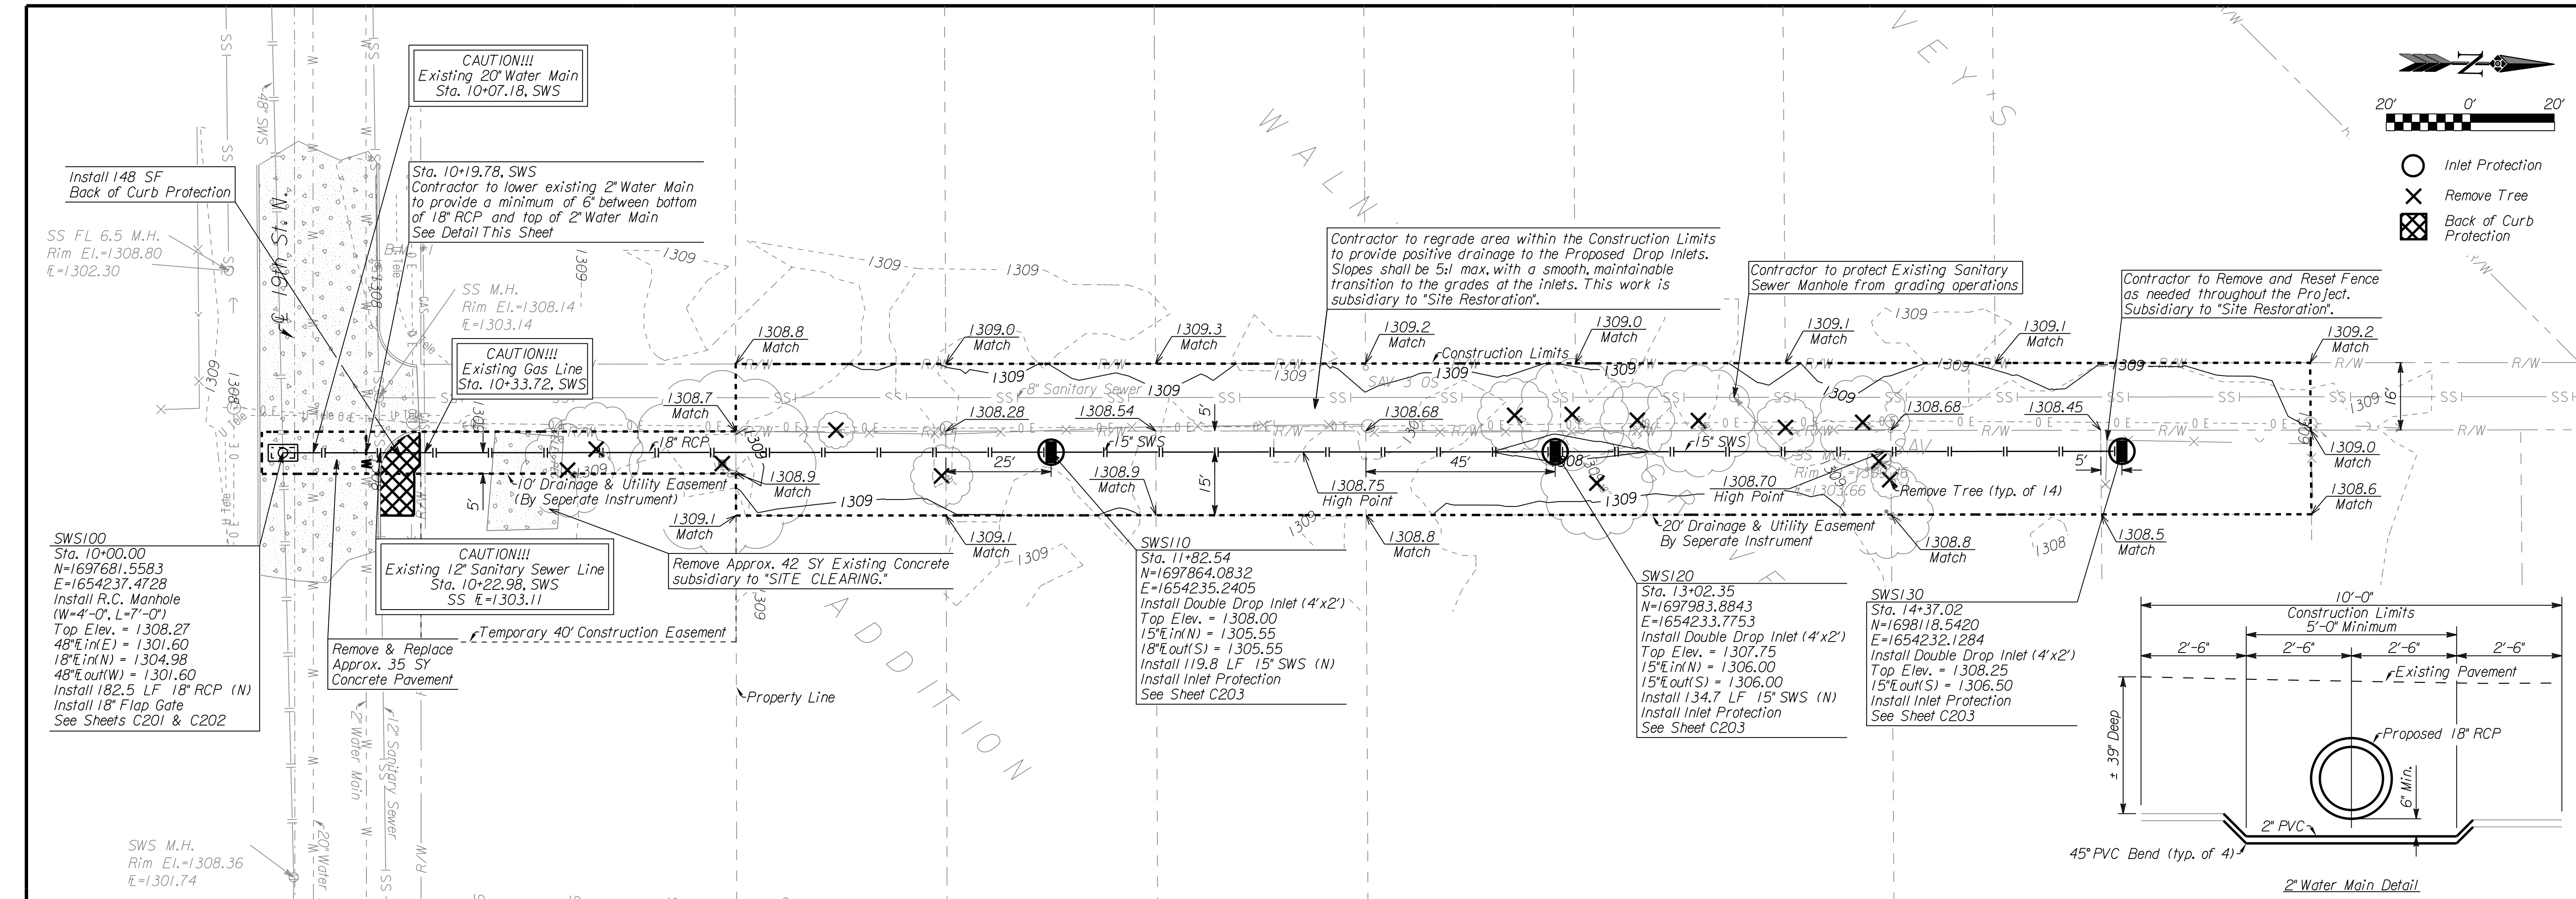 CAUTION!!!
Existing 20" Water Main
Sta. 10+07.18, SWS
Install 148 SF
Back of Curb Protection
Sta. 10+19.78, SWS
Contractor to lower existing 2" Water Main
to provide a minimum of 6" between bottom
of 18" RCP and top of 2" Water Main
See Detail This Sheet
SS FL 6.5 M.H.
Rim El.=1308.80
℄=1302.30
48" SWS
℄ 16th St. N.
SS M.H.
Rim El.=1308.14
℄=1303.14
CAUTION!!!
Existing Gas Line
Sta. 10+33.72, SWS
WALN
VEY'S
ADDITION
N
20' 0' 20'
Inlet Protection
Remove Tree
Back of Curb
Protection
Contractor to regrade area within the Construction Limits
to provide positive drainage to the Proposed Drop Inlets.
Slopes shall be 5:1 max, with a smooth, maintainable
transition to the grades at the inlets. This work is
subsidiary to "Site Restoration".
Contractor to protect Existing Sanitary
Sewer Manhole from grading operations
Contractor to Remove and Reset Fence
as needed throughout the Project.
Subsidiary to "Site Restoration".
1308.8
Match
1309.0
Match
1309.3
Match
1309.2
Match
1309.0
Match
1309.1
Match
1309.1
Match
1309.2
Match
Construction Limits
8" Sanitary Sewer
SAV 3 OS
1308.7
Match
1308.28
1308.54
5'
1308.68
1308.68
1308.45
16'
18" RCP
15" SWS
15" SWS
25'
45'
15'
5'
5'
10' Drainage & Utility Easement
(By Seperate Instrument)
1308.9
Match
1308.9
Match
1308.75
High Point
1308.70
High Point
Remove Tree (typ. of 14)
1309.0
Match
1309.1
Match
1309.1
Match
1308.8
Match
20' Drainage & Utility Easement
By Seperate Instrument
1308.8
Match
1308.5
Match
1308.6
Match
SWS100
Sta. 10+00.00
N=1697681.5583
E=1654237.4728
Install R.C. Manhole
(W=4'-0", L=7'-0")
Top Elev. = 1308.27
48"℄in(E) = 1301.60
18"℄in(N) = 1304.98
48"℄out(W) = 1301.60
Install 182.5 LF 18" RCP (N)
Install 18" Flap Gate
See Sheets C201 & C202
CAUTION!!!
Existing 12" Sanitary Sewer Line
Sta. 10+22.98, SWS
SS ℄=1303.11
Remove Approx. 42 SY Existing Concrete
subsidiary to "SITE CLEARING."
Remove & Replace
Approx. 35 SY
Concrete Pavement
Temporary 40' Construction Easement
Property Line
2" Water Main
12" Sanitary Sewer
20" Water
SWS M.H.
Rim El.=1308.36
℄=1301.74
SWS110
Sta. 11+82.54
N=1697864.0832
E=1654235.2405
Install Double Drop Inlet (4'x2')
Top Elev. = 1308.00
15"℄in(N) = 1305.55
18"℄out(S) = 1305.55
Install 119.8 LF 15" SWS (N)
Install Inlet Protection
See Sheet C203
SWS120
Sta. 13+02.35
N=1697983.8843
E=1654233.7753
Install Double Drop Inlet (4'x2')
Top Elev. = 1307.75
15"℄in(N) = 1306.00
15"℄out(S) = 1306.00
Install 134.7 LF 15" SWS (N)
Install Inlet Protection
See Sheet C203
SWS130
Sta. 14+37.02
N=1698118.5420
E=1654232.1284
Install Double Drop Inlet (4'x2')
Top Elev. = 1308.25
15"℄out(S) = 1306.50
Install Inlet Protection
See Sheet C203
10'-0"
Construction Limits
5'-0" Minimum
2'-6" 2'-6" 2'-6" 2'-6"
Existing Pavement
Proposed 18" RCP
± 39" Deep
6" Min.
2" PVC
45° PVC Bend (typ. of 4)
2" Water Main Detail